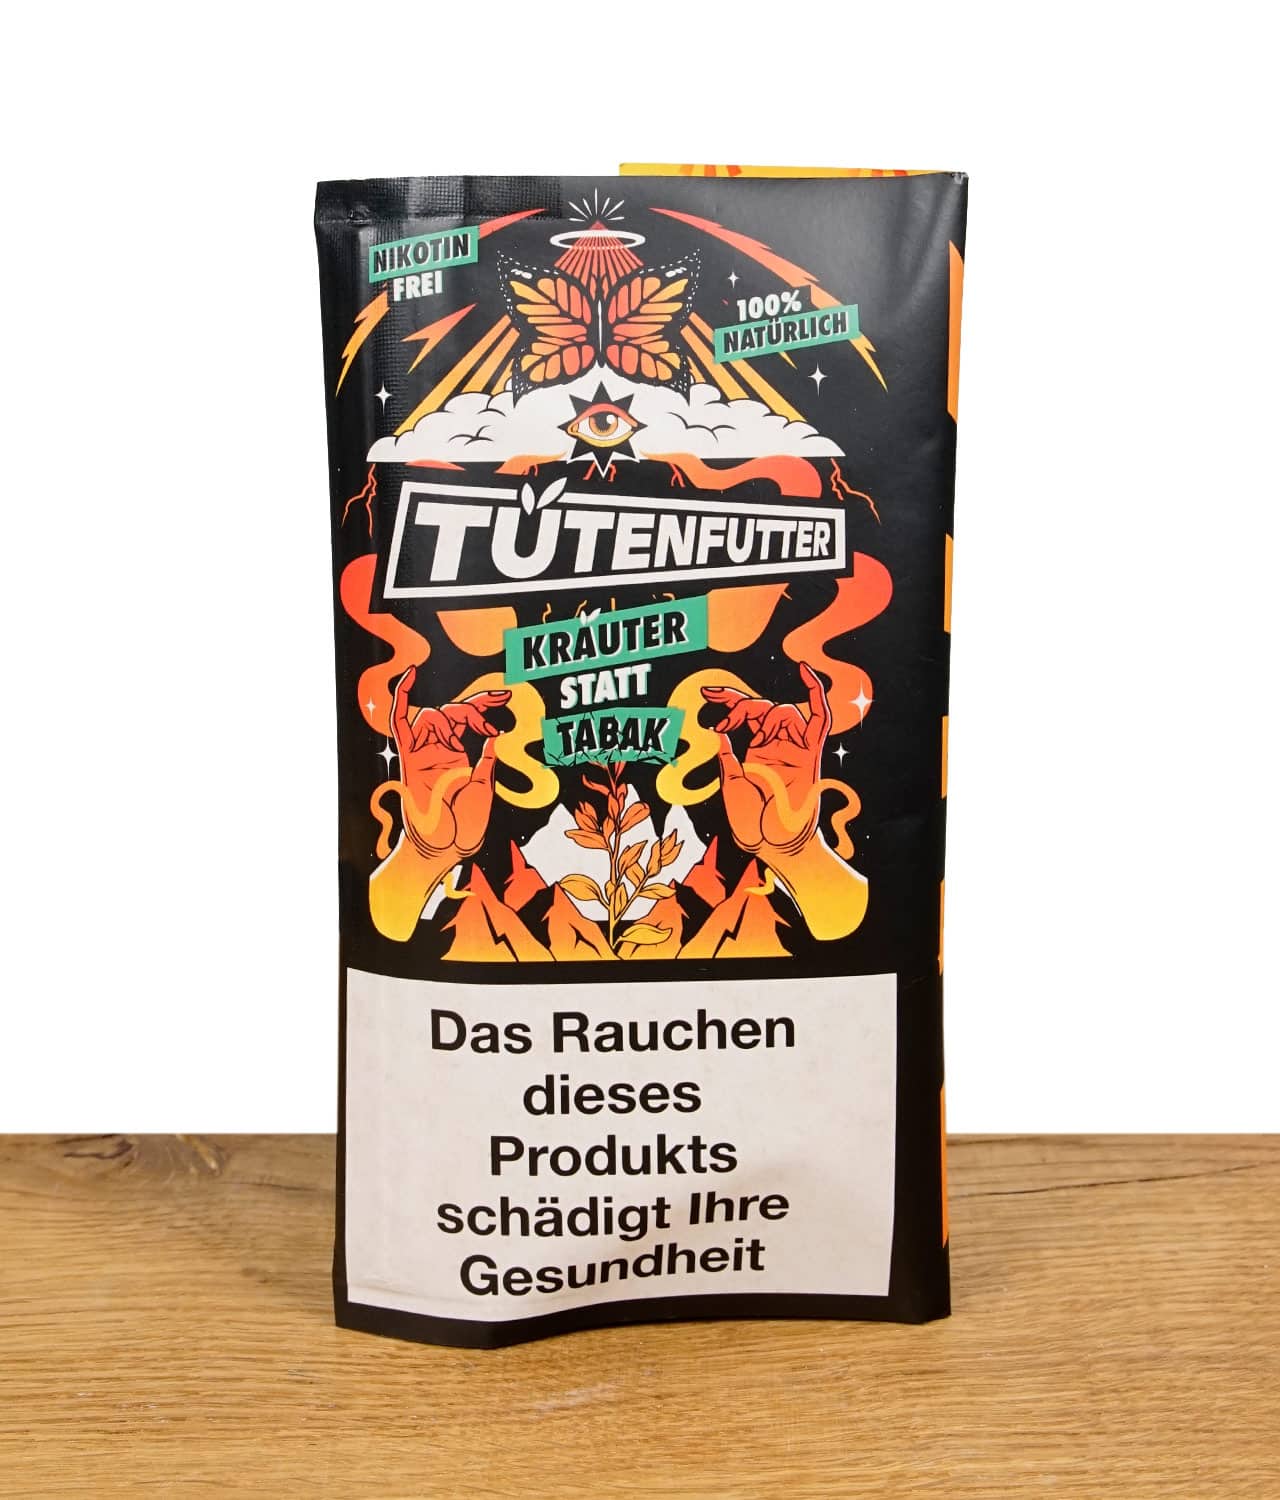 NIKOTIN
FREI
100%
NATÜRLICH
TÜTENFUTTER
KRÄUTER
STATT
TABAK
Das Rauchen
dieses
Produkts
schädigt Ihre
Gesundheit